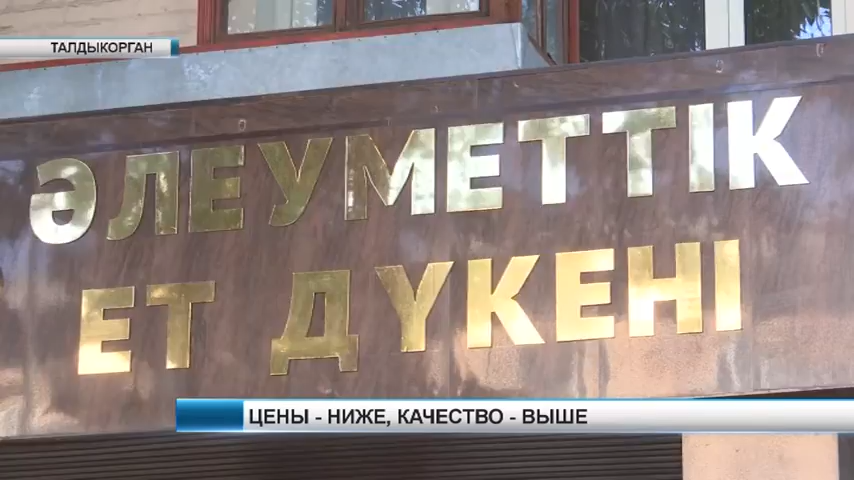 ТАЛДЫКОРГАН
ӘЛЕУМЕТТІК
ЕТ ДҮКЕНІ
ЦЕНЫ - НИЖЕ, КАЧЕСТВО - ВЫШЕ